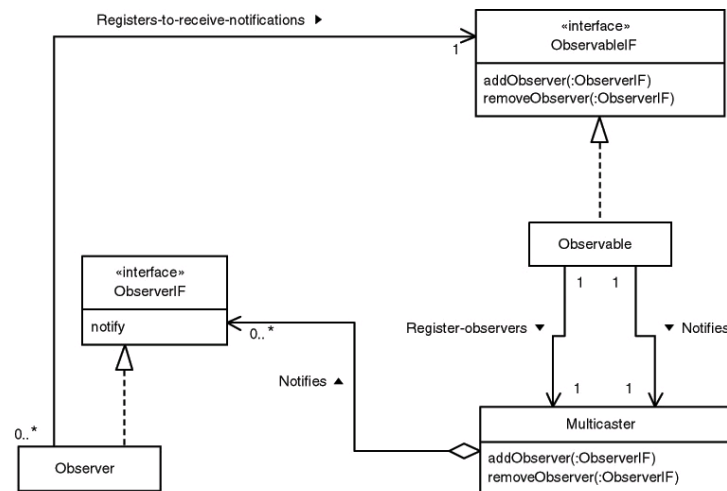 Registers-to-receive-notifications ▶
1
«interface»
ObservableIF
addObserver(:ObserverIF)
removeObserver(:ObserverIF)
Observable
1 1
Register-observers ▼
▼ Notifies
1 1
«interface»
ObserverIF
notify
0..*
Notifies ▲
0..*
Observer
Multicaster
addObserver(:ObserverIF)
removeObserver(:ObserverIF)